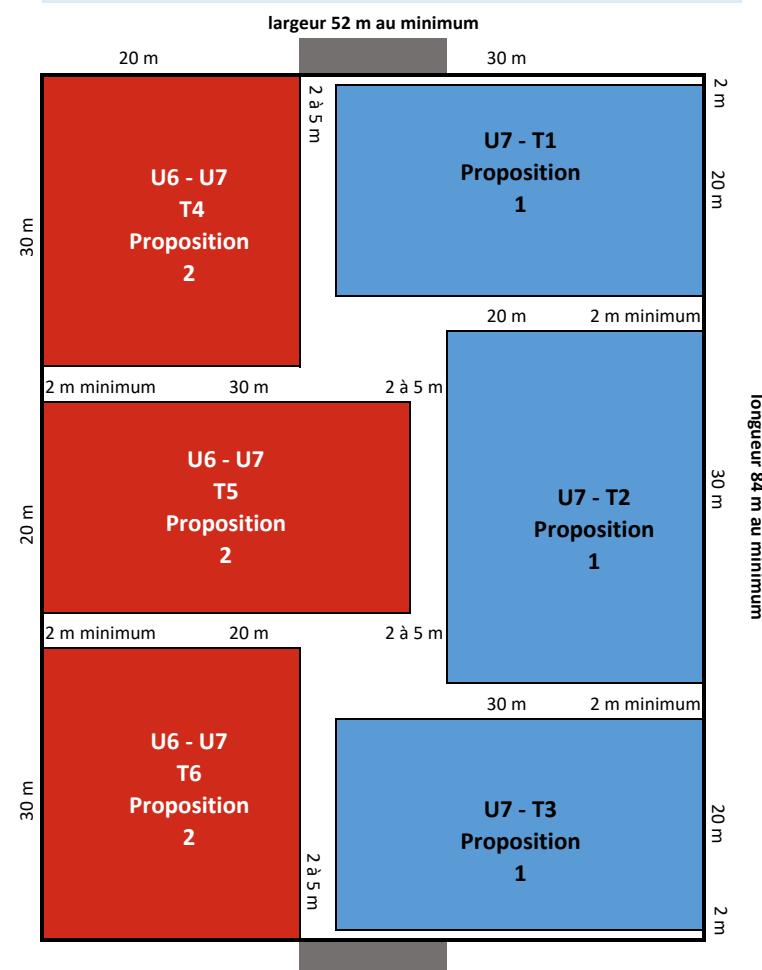 largeur 52 m au minimum
20 m
30 m
2 à 5 m
2 m
U6 - U7
T4
Proposition
2
30 m
U7 - T1
Proposition
1
20 m
20 m
2 m minimum
2 m minimum
30 m
2 à 5 m
U6 - U7
T5
Proposition
2
20 m
U7 - T2
Proposition
1
30 m
longueur 84 m au minimum
2 m minimum
20 m
2 à 5 m
30 m
2 m minimum
U6 - U7
T6
Proposition
2
30 m
2 à 5 m
U7 - T3
Proposition
1
20 m
2 m